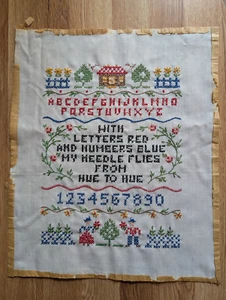 ABCDEFGHIJKLMNO
PQRSTUVWXYZ
WITH
LETTERS RED
AND NUMBERS BLUE
MY NEEDLE FLIES
FROM
HUE TO HUE
1234567890